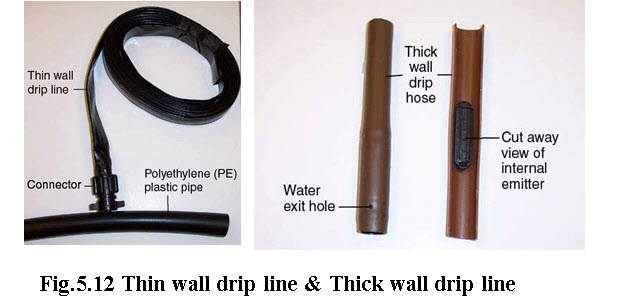 Thin wall
drip line
Connector
Polyethylene (PE)
plastic pipe
Thick
wall
drip
hose
Cut away
view of
internal
emitter
Water
exit hole
Fig.5.12 Thin wall drip line & Thick wall drip line